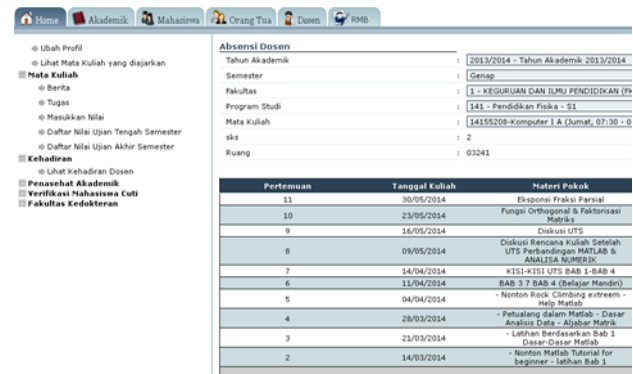 Home Akademik Mahasiswa Orang Tua Dosen RMB
Ubah Profil
Lihat Mata Kuliah yang diajarkan
Mata Kuliah
Berita
Tugas
Masukkan Nilai
Daftar Nilai Ujian Tengah Semester
Daftar Nilai Ujian Akhir Semester
Kehadiran
Lihat Kehadiran Dosen
Penasehat Akademik
Verifikasi Mahasiswa Cuti
Fakultas Kedokteran
Absensi Dosen
Tahun Akademik : 2013/2014 - Tahun Akademik 2013/2014
Semester : Genap
Fakultas : 1 - KEGURUAN DAN ILMU PENDIDIKAN (FK
Program Studi : 141 - Pendidikan Fisika - S1
Mata Kuliah : 14155208-Komputer I A (Jumat, 07:30 - 0
sks : 2
Ruang : 03241
Pertemuan Tanggal Kuliah Materi Pokok
11 30/05/2014 Eksponsi Fraksi Parsial
10 23/05/2014 Fungsi Orthogonal & Faktorisasi
Matriks
9 16/05/2014 Diskusi UTS
8 09/05/2014 Diskusi Rencana Kuliah Setelah
UTS Perbandingan MATLAB &
ANALISA NUMERIK
7 14/04/2014 KISI-KISI UTS BAB 1-BAB 4
6 11/04/2014 BAB 3 7 BAB 4 (Belajar Mandiri)
5 04/04/2014 - Nonton Rock Climbing extreem -
Help Matlab
4 28/03/2014 - Petualang dalam Matlab - Dasar
Analisis Data - Aljabar Matrik
3 21/03/2014 - Latihan Berdasarkan Bab 1
Dasar-Dasar Matlab
2 14/03/2014 - Nonton Matlab Tutorial for
beginner - latihan Bab 1